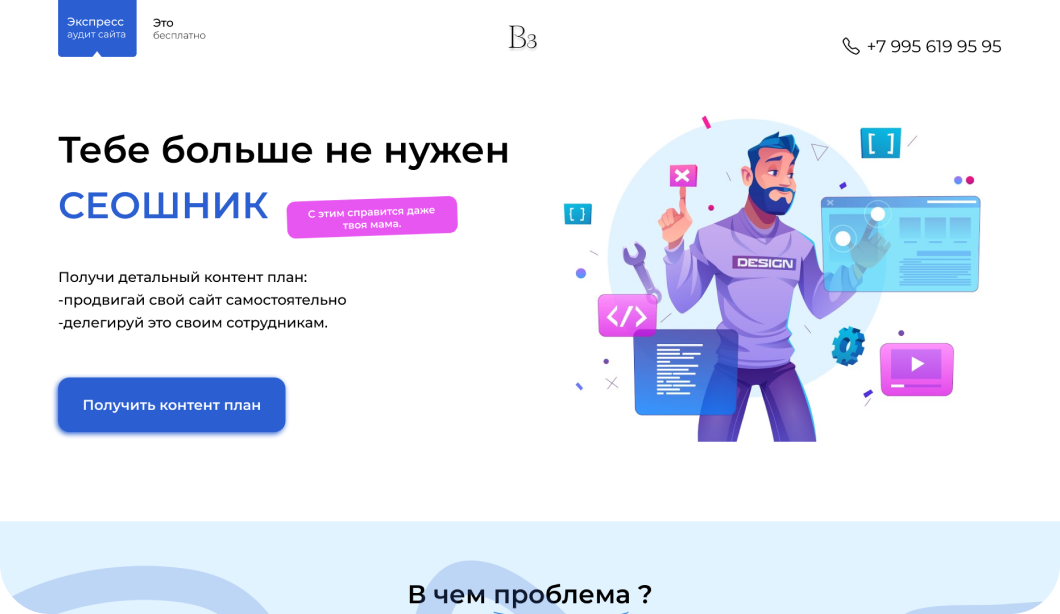 Экспресс
аудит сайта
Это
бесплатно
B3
+7 995 619 95 95
Тебе больше не нужен
СЕОШНИК
С этим справится даже
твоя мама.
Получи детальный контент план:
-продвигай свой сайт самостоятельно
-делегируй это своим сотрудникам.
Получить контент план
[ ]
[ ]
DESIGN
</>
В чем проблема ?